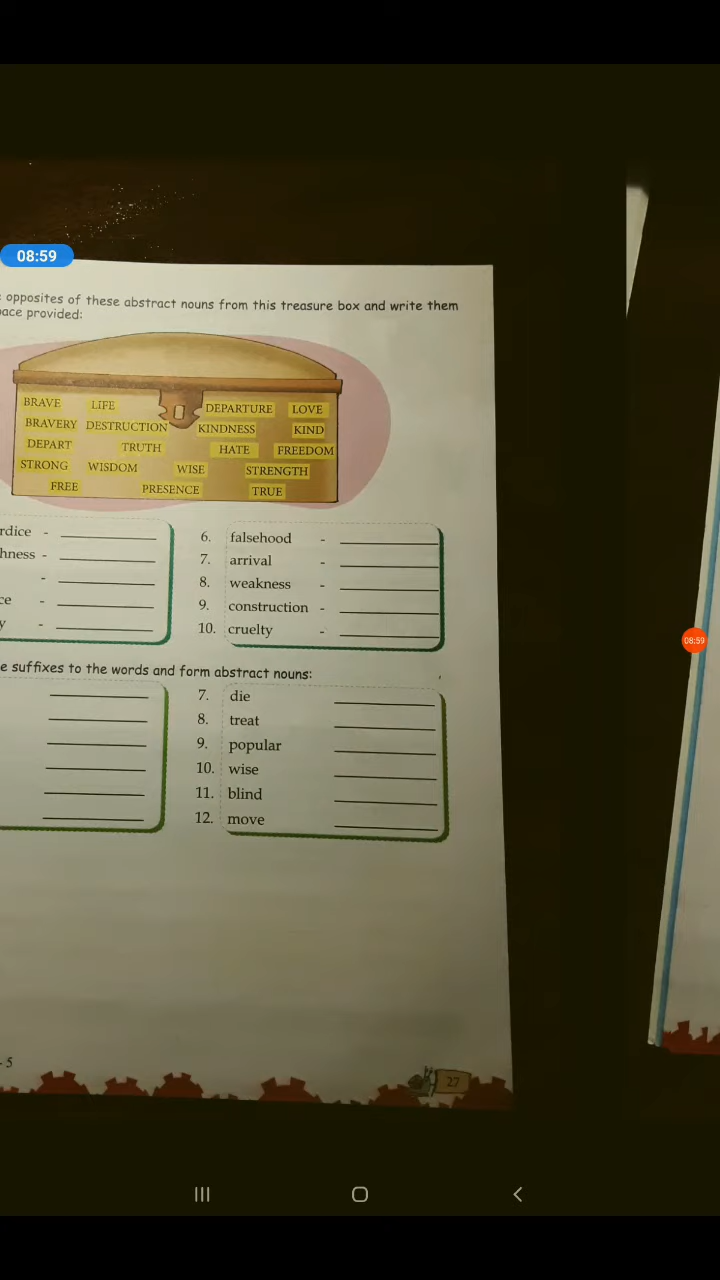 08:59
opposites of these abstract nouns from this treasure box and write them
ace provided:
BRAVE LIFE DEPARTURE LOVE
BRAVERY DESTRUCTION KINDNESS KIND
DEPART TRUTH HATE FREEDOM
STRONG WISDOM WISE STRENGTH
FREE PRESENCE TRUE
rdice -
hness -
-
ce -
y -
6. falsehood -
7. arrival -
8. weakness -
9. construction -
10. cruelty -
e suffixes to the words and form abstract nouns:
7. die
8. treat
9. popular
10. wise
11. blind
12. move
08:59
- 5
27